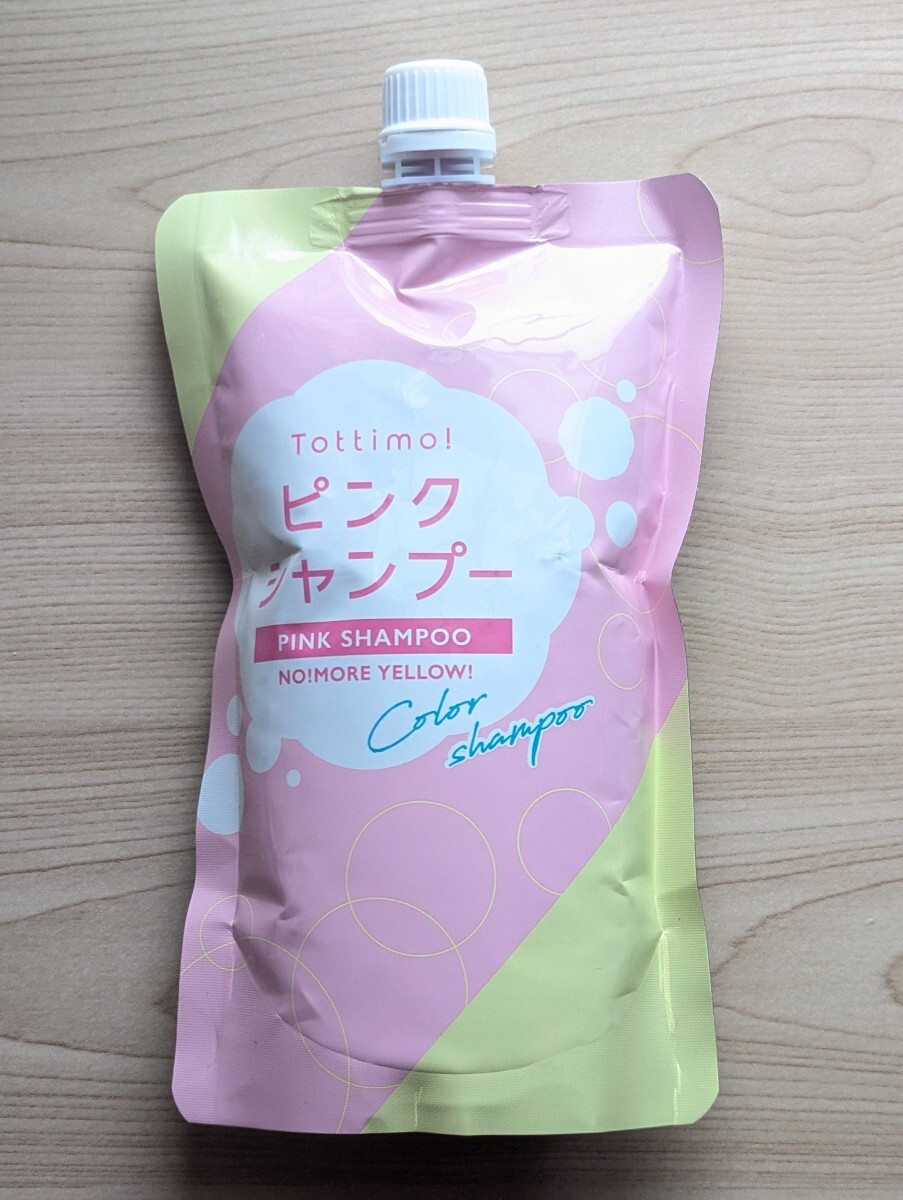 Tottimo!
ピンク
シャンプー
PINK SHAMPOO
NO!MORE YELLOW!
Color
shampoo